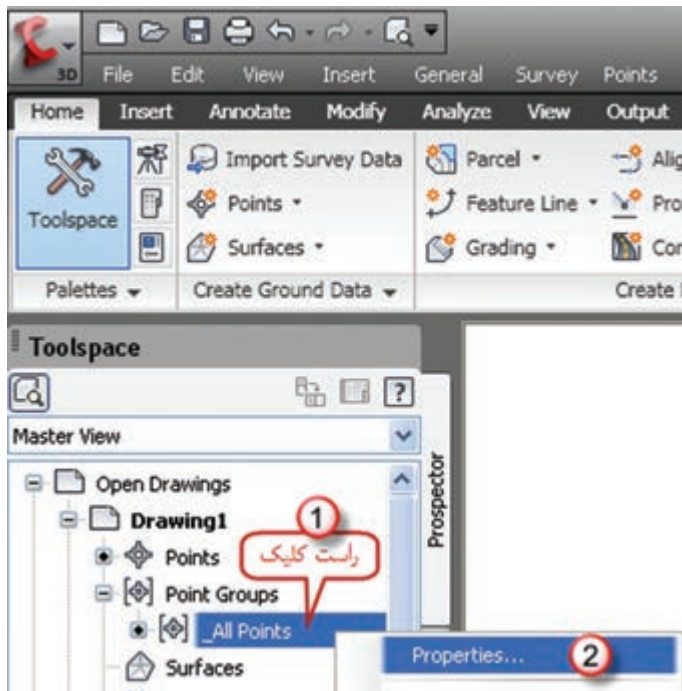 3D
File Edit View Insert General Survey Points
Home Insert Annotate Modify Analyze View Output
Toolspace
Import Survey Data
Points
Surfaces
Parcel
Feature Line
Grading
Palettes
Create Ground Data
Create
Toolspace
?
Master View
Prospector
Open Drawings
Drawing1
1
راست کلیک
Points
Point Groups
_All Points
Surfaces
Properties...
2